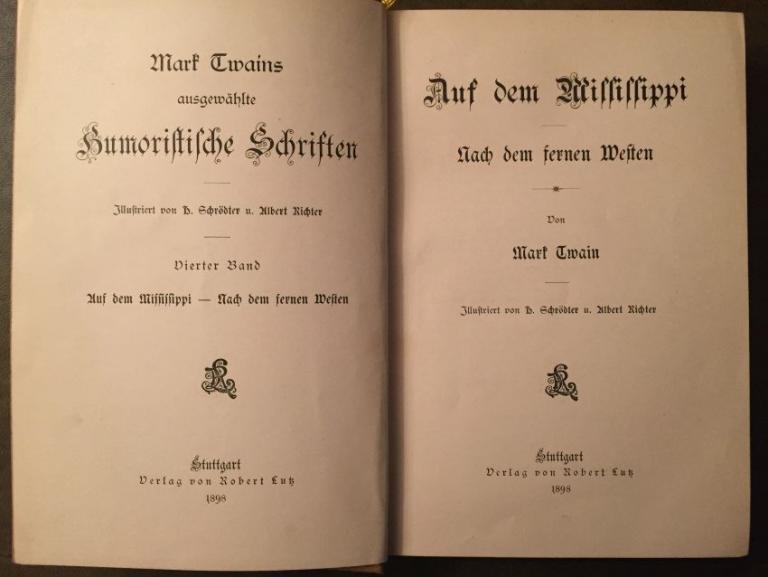 Mark Twains
ausgewählte
Humoristische Schriften
Illustriert von H. Schrödter u. Albert Richter
Vierter Band
Auf dem Mississippi — Nach dem fernen Westen
Stuttgart
Verlag von Robert Lutz
1898
Auf dem Mississippi
Nach dem fernen Westen
Von
Mark Twain
Illustriert von H. Schrödter u. Albert Richter
Stuttgart
Verlag von Robert Lutz
1898